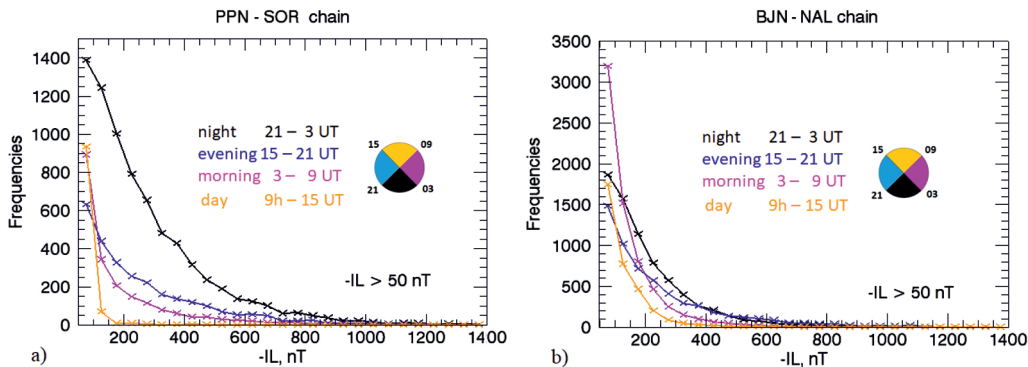 PPN - SOR chain
1400
1200
1000
800
600
400
200
0
Frequencies
night 21 – 3 UT
evening 15 – 21 UT
morning 3 – 9 UT
day 9h – 15 UT
15 09
21 03
-IL > 50 nT
200 400 600 800 1000 1200 1400
-IL, nT
a)
BJN - NAL chain
3500
3000
2500
2000
1500
1000
500
0
Frequencies
night 21 – 3 UT
evening 15 – 21 UT
morning 3 – 9 UT
day 9h – 15 UT
15 09
21 03
-IL > 50 nT
200 400 600 800 1000 1200 1400
-IL, nT
b)